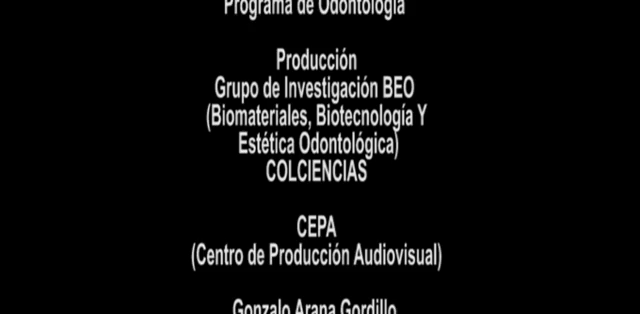 Programa de Odontología
Producción
Grupo de Investigación BEO
(Biomateriales, Biotecnología Y
Estética Odontológica)
COLCIENCIAS
CEPA
(Centro de Producción Audiovisual)
Gonzalo Arana Gordillo